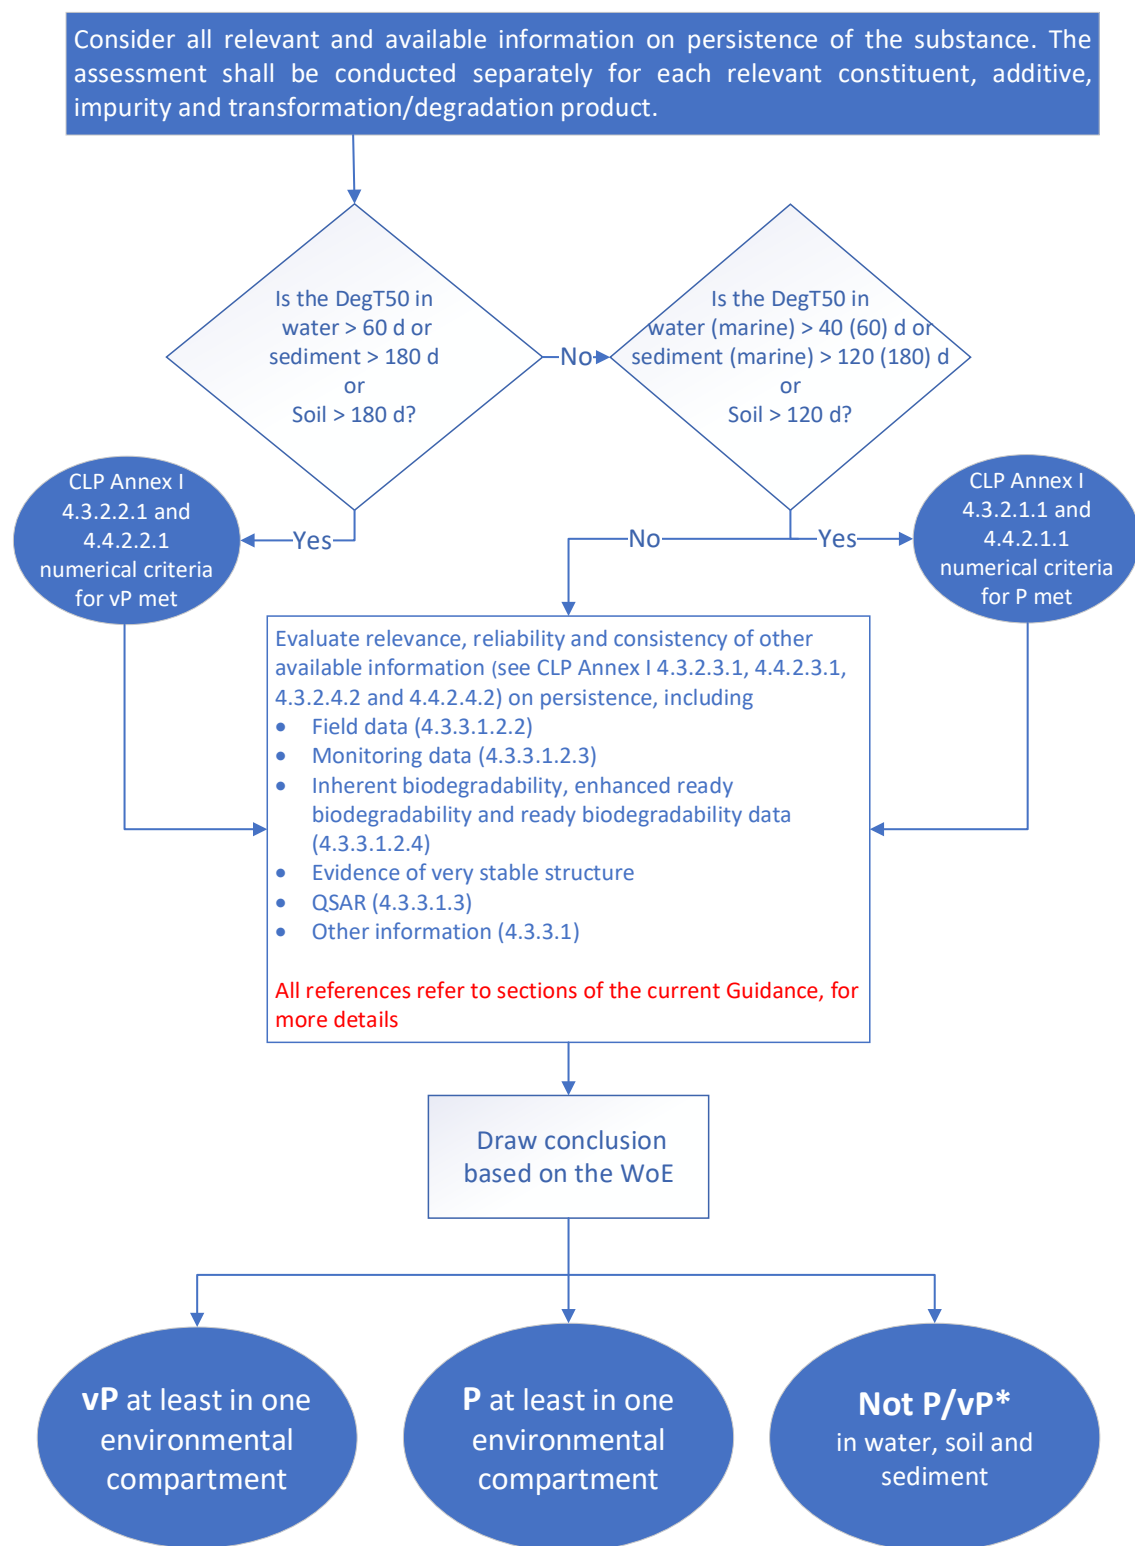 Consider all relevant and available information on persistence of the substance. The
assessment shall be conducted separately for each relevant constituent, additive,
impurity and transformation/degradation product.
Is the DegT50 in
water > 60 d or
sediment > 180 d
or
Soil > 180 d?
No
Is the DegT50 in
water (marine) > 40 (60) d or
sediment (marine) > 120 (180) d
or
Soil > 120 d?
CLP Annex I
4.3.2.2.1 and
4.4.2.2.1
numerical criteria
for vP met
Yes
No
Yes
CLP Annex I
4.3.2.1.1 and
4.4.2.1.1
numerical criteria
for P met
Evaluate relevance, reliability and consistency of other
available information (see CLP Annex I 4.3.2.3.1, 4.4.2.3.1,
4.3.2.4.2 and 4.4.2.4.2) on persistence, including
• Field data (4.3.3.1.2.2)
• Monitoring data (4.3.3.1.2.3)
• Inherent biodegradability, enhanced ready
biodegradability and ready biodegradability data
(4.3.3.1.2.4)
• Evidence of very stable structure
• QSAR (4.3.3.1.3)
• Other information (4.3.3.1)
All references refer to sections of the current Guidance, for
more details
Draw conclusion
based on the WoE
vP at least in one
environmental
compartment
P at least in one
environmental
compartment
Not P/vP*
in water, soil and
sediment